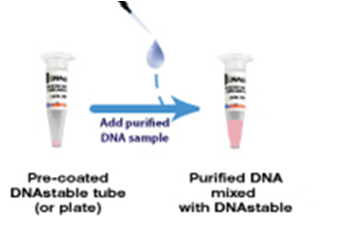 Add purified
DNA sample
Pre-coated
DNAstable tube
(or plate)
Purified DNA
mixed
with DNAstable